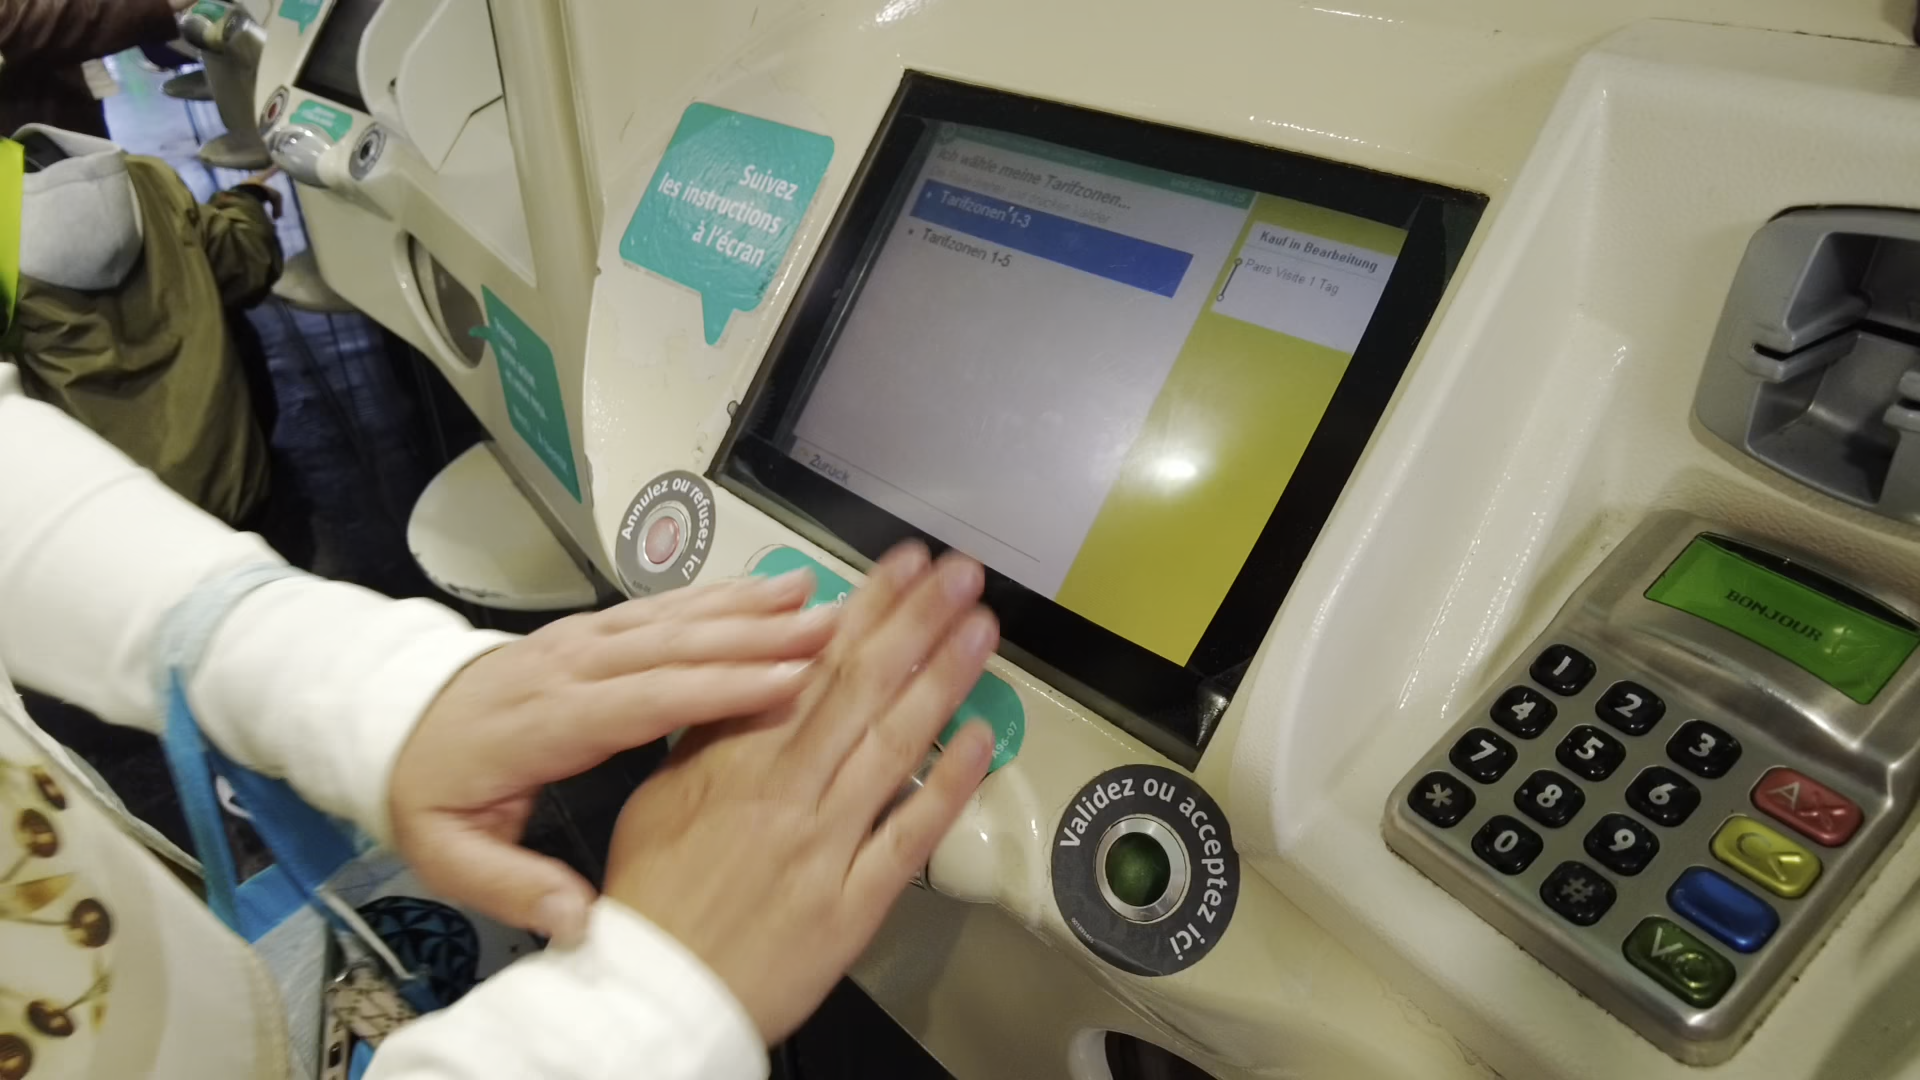 Suivez
les instructions
à l'écran
Ich wähle meine Tarifzonen...
Tarifzonen 1-3
Tarifzonen 1-5
Zurück
Kauf in Bearbeitung
Paris Visite 1 Tag
Annulez ou refusez ici
Validez ou acceptez ici
BONJOUR
1
2
3
4
5
6
7
8
9
*
0
#